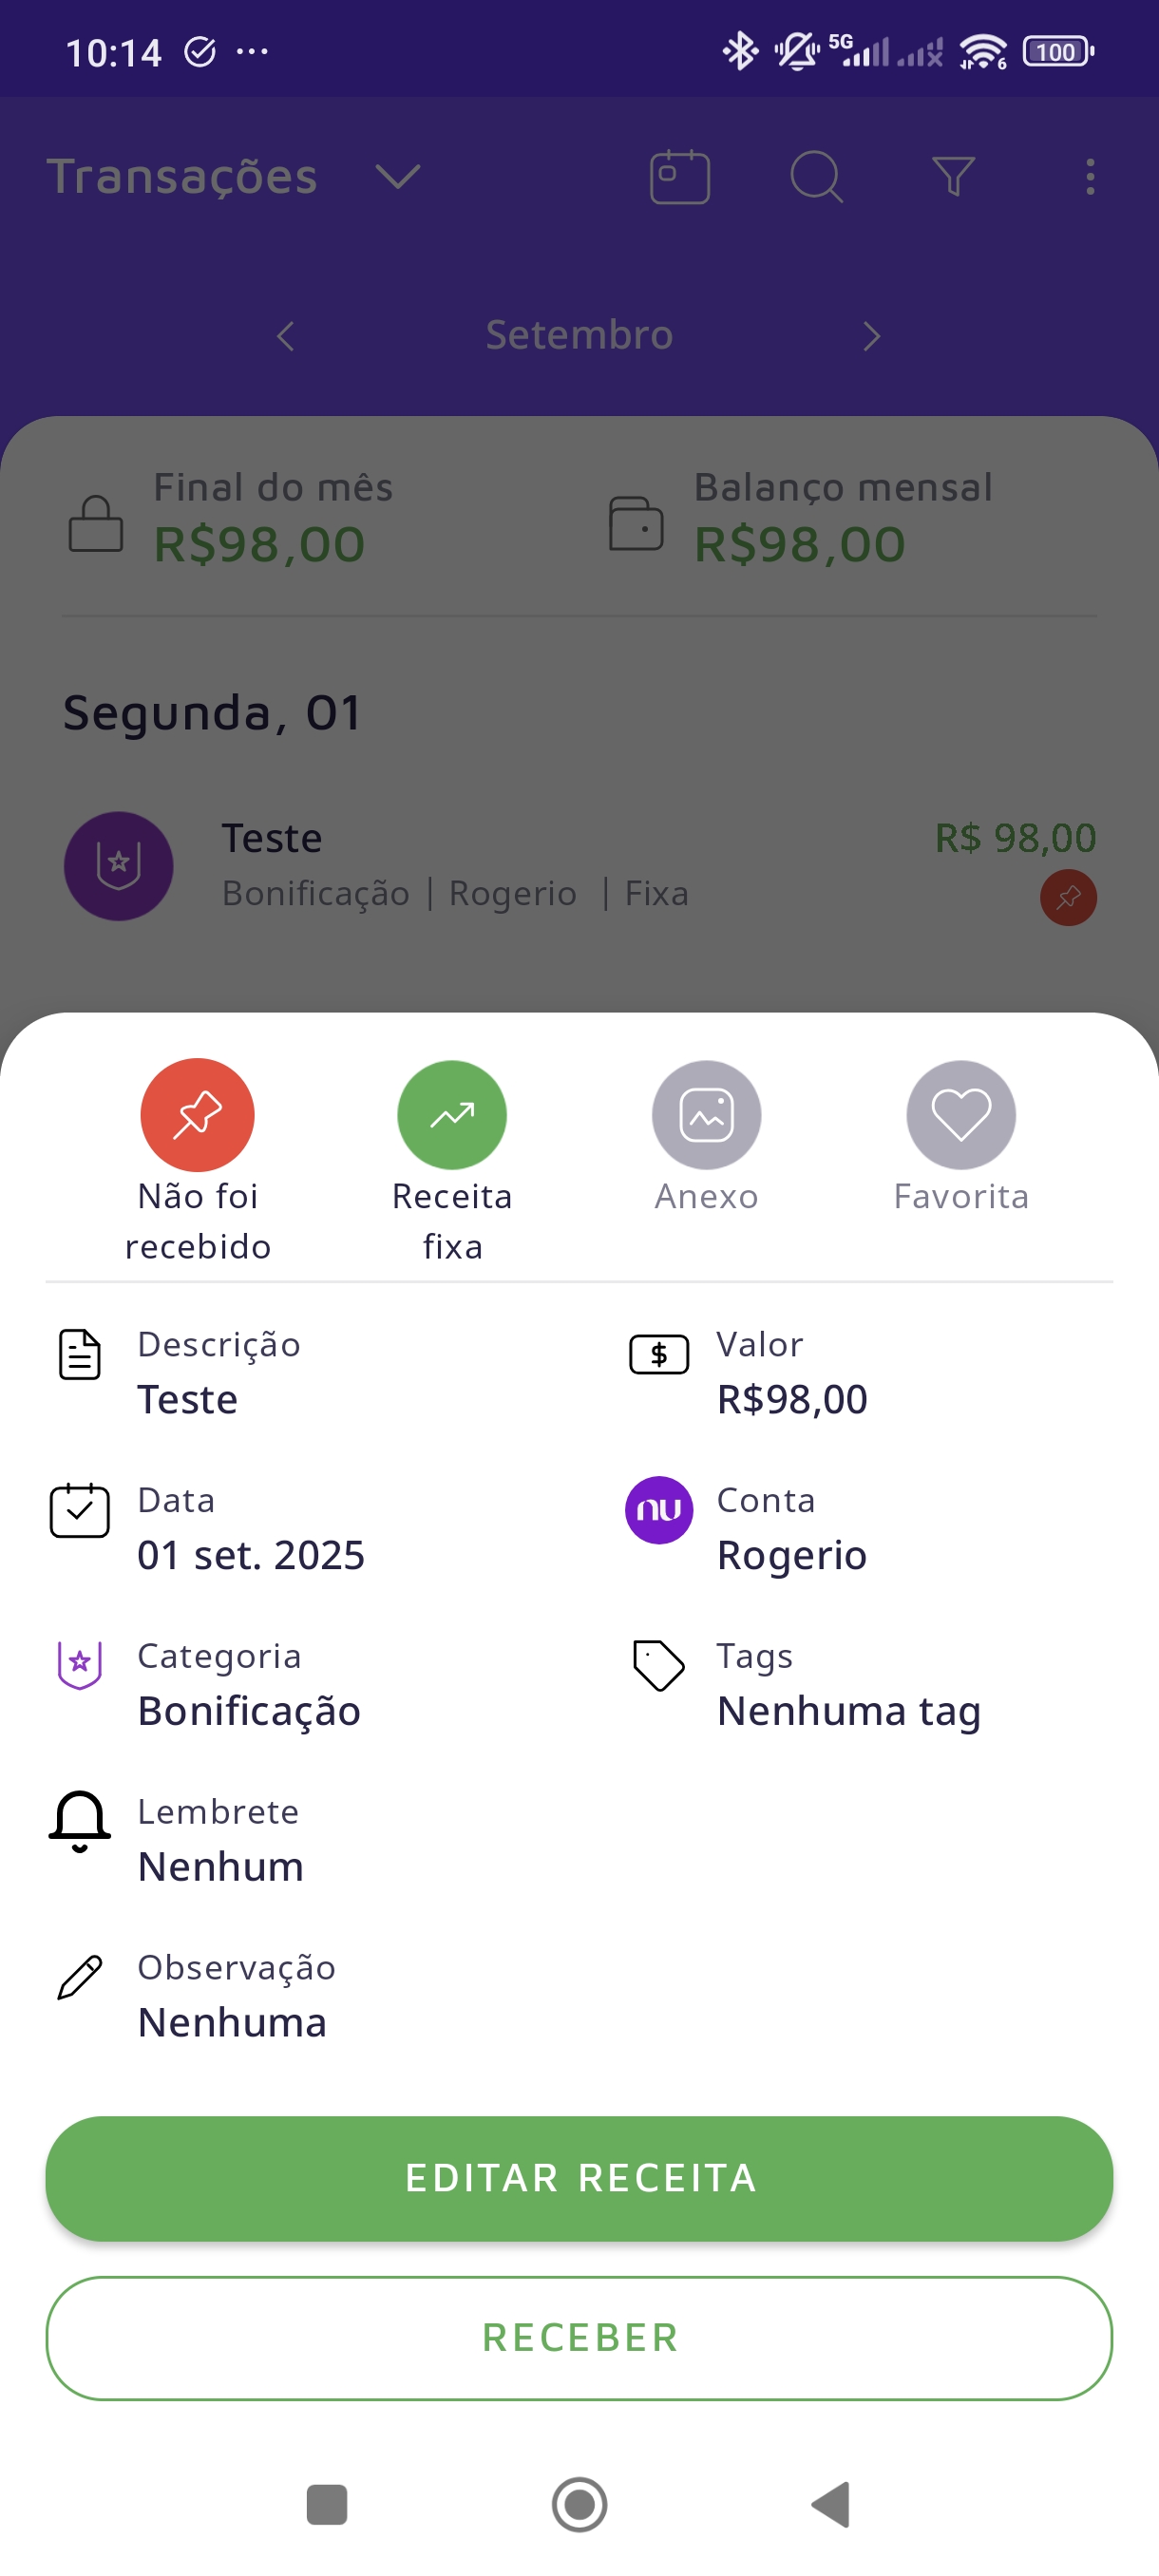 10:14 ... 5G 6 100
Transações
Setembro
Final do mês Balanço mensal
R$98,00 R$98,00
Segunda, 01
Teste R$ 98,00
Bonificação | Rogerio | Fixa
Não foi Receita Anexo Favorita
recebido fixa
Descrição Valor
Teste R$98,00
Data nu Conta
01 set. 2025 Rogerio
Categoria Tags
Bonificação Nenhuma tag
Lembrete
Nenhum
Observação
Nenhuma
EDITAR RECEITA
RECEBER